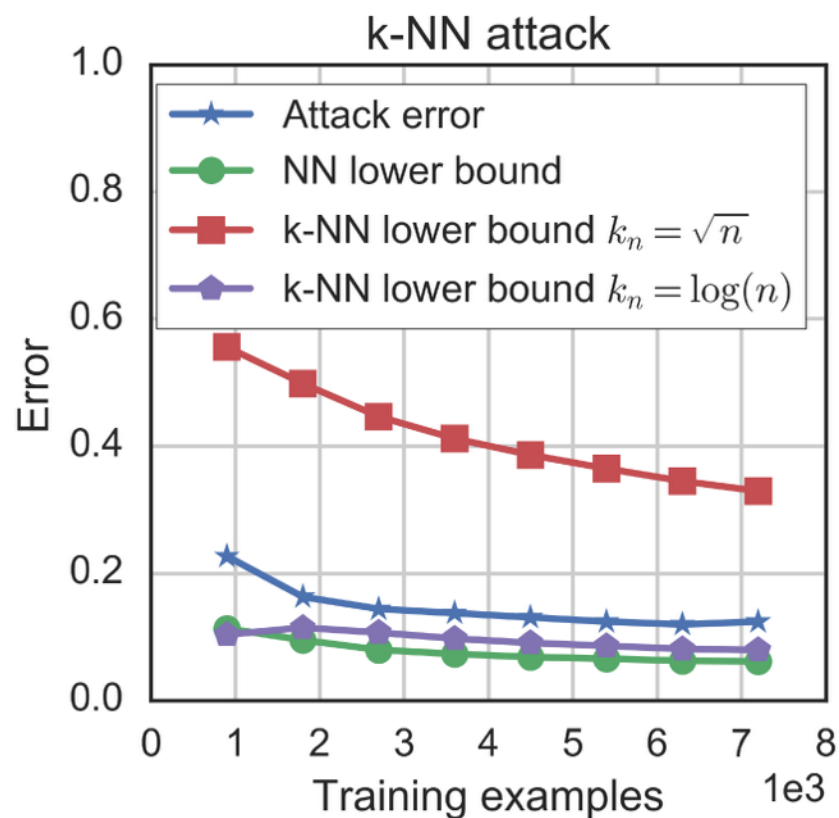 k-NN attack
1.0
0.8
0.6
0.4
0.2
0.0
Error
Attack error
NN lower bound
k-NN lower bound $k_n = \sqrt{n}$
k-NN lower bound $k_n = \log(n)$
0 1 2 3 4 5 6 7 8
1e3
Training examples